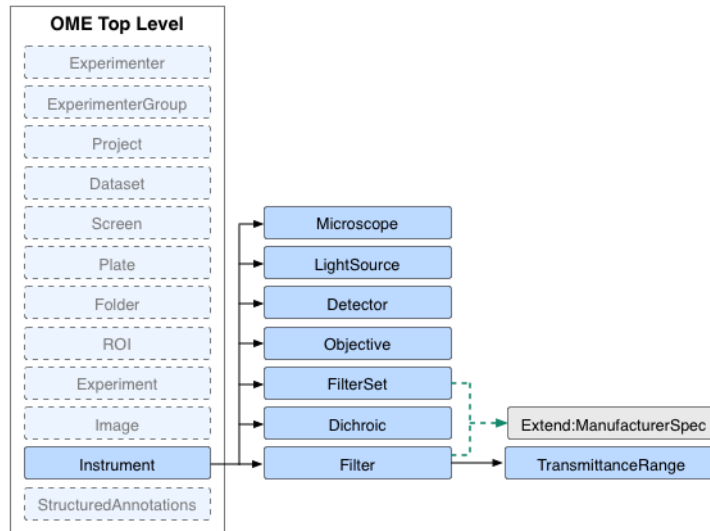 OME Top Level
Experimenter
ExperimenterGroup
Project
Dataset
Screen
Plate
Folder
ROI
Experiment
Image
Instrument
StructuredAnnotations
Microscope
LightSource
Detector
Objective
FilterSet
Dichroic
Filter
Extend:ManufacturerSpec
TransmittanceRange